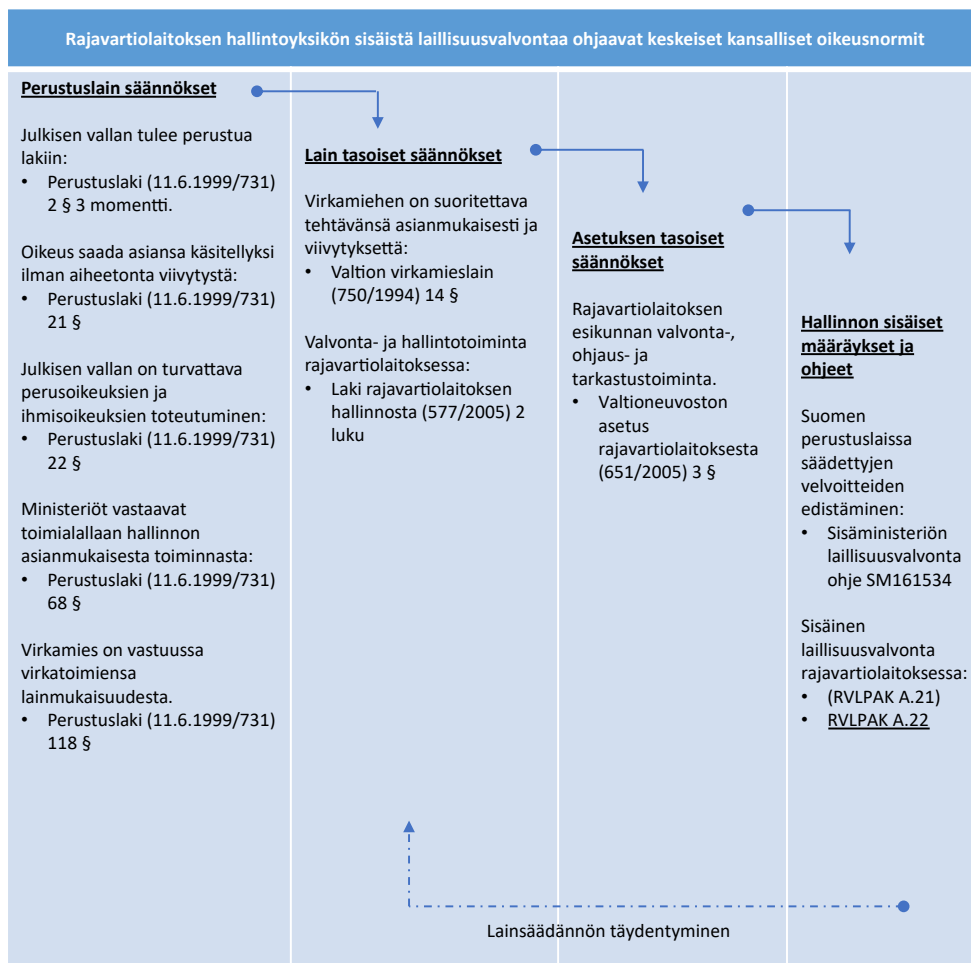 Rajavartiolaitoksen hallintoyksikön sisäistä laillisuusvalvontaa ohjaavat keskeiset kansalliset oikeusnormit
Perustuslain säännökset
Julkisen vallan tulee perustua
lakiin:
• Perustuslaki (11.6.1999/731)
2 § 3 momentti.
Oikeus saada asiansa käsitellyksi
ilman aiheetonta viivytystä:
• Perustuslaki (11.6.1999/731)
21 §
Julkisen vallan on turvattava
perusoikeuksien ja
ihmisoikeuksien toteutuminen:
• Perustuslaki (11.6.1999/731)
22 §
Ministeriöt vastaavat
toimialallaan hallinnon
asianmukaisesta toiminnasta:
• Perustuslaki (11.6.1999/731)
68 §
Virkamies on vastuussa
virkatoimiensa
lainmukaisuudesta.
• Perustuslaki (11.6.1999/731)
118 §
Lain tasoiset säännökset
Virkamiehen on suoritettava
tehtävänsä asianmukaisesti ja
viivytyksettä:
• Valtion virkamieslain
(750/1994) 14 §
Valvonta- ja hallintotoiminta
rajavartiolaitoksessa:
• Laki rajavartiolaitoksen
hallinnosta (577/2005) 2
luku
Asetuksen tasoiset
säännökset
Rajavartiolaitoksen
esikunnan valvonta-,
ohjaus- ja
tarkastustoiminta.
• Valtioneuvoston
asetus
rajavartiolaitoksesta
(651/2005) 3 §
Hallinnon sisäiset
määräykset ja
ohjeet
Suomen
perustuslaissa
säädettyjen
velvoitteiden
edistäminen:
• Sisäministeriön
laillisuusvalvonta
ohje SM161534
Sisäinen
laillisuusvalvonta
rajavartiolaitoksessa:
• (RVLPAK A.21)
• RVLPAK A.22
Lainsäädännön täydentyminen